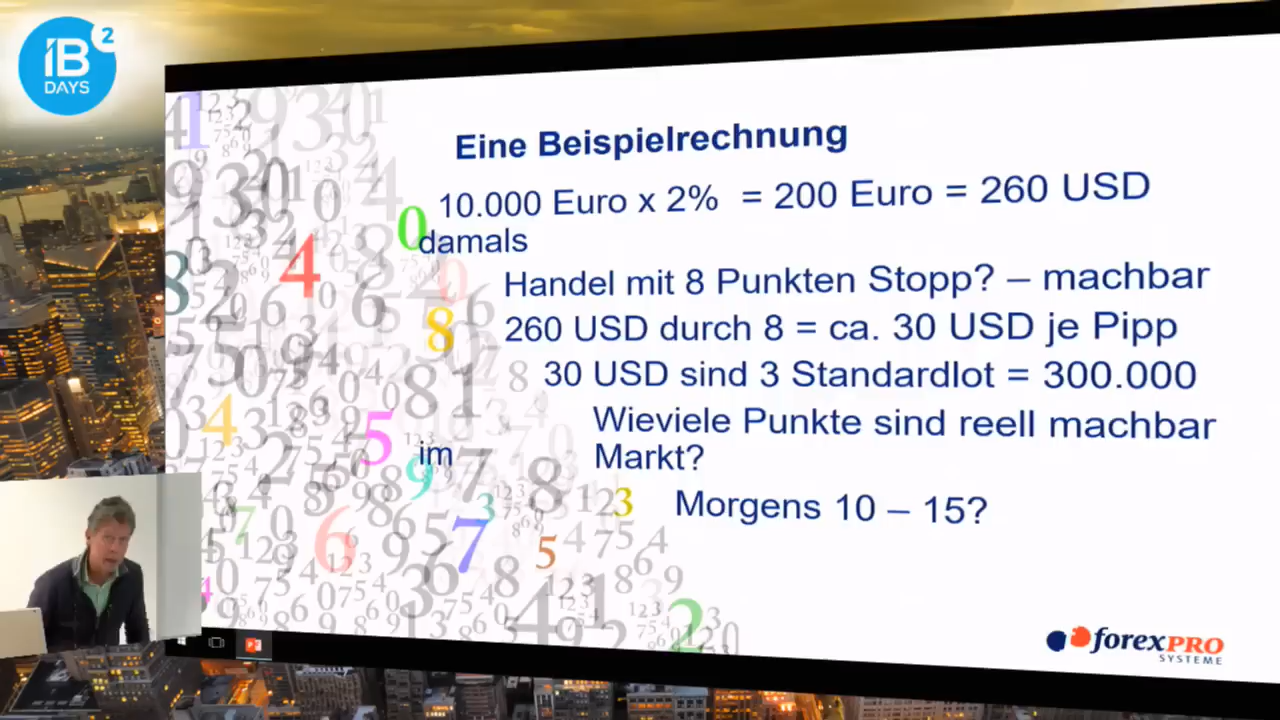 IB 2
DAYS
Eine Beispielrechnung
10.000 Euro x 2% = 200 Euro = 260 USD
damals
Handel mit 8 Punkten Stopp? – machbar
260 USD durch 8 = ca. 30 USD je Pipp
30 USD sind 3 Standardlot = 300.000
Wieviele Punkte sind reell machbar
im Markt?
Morgens 10 – 15?
forexPRO
SYSTEME